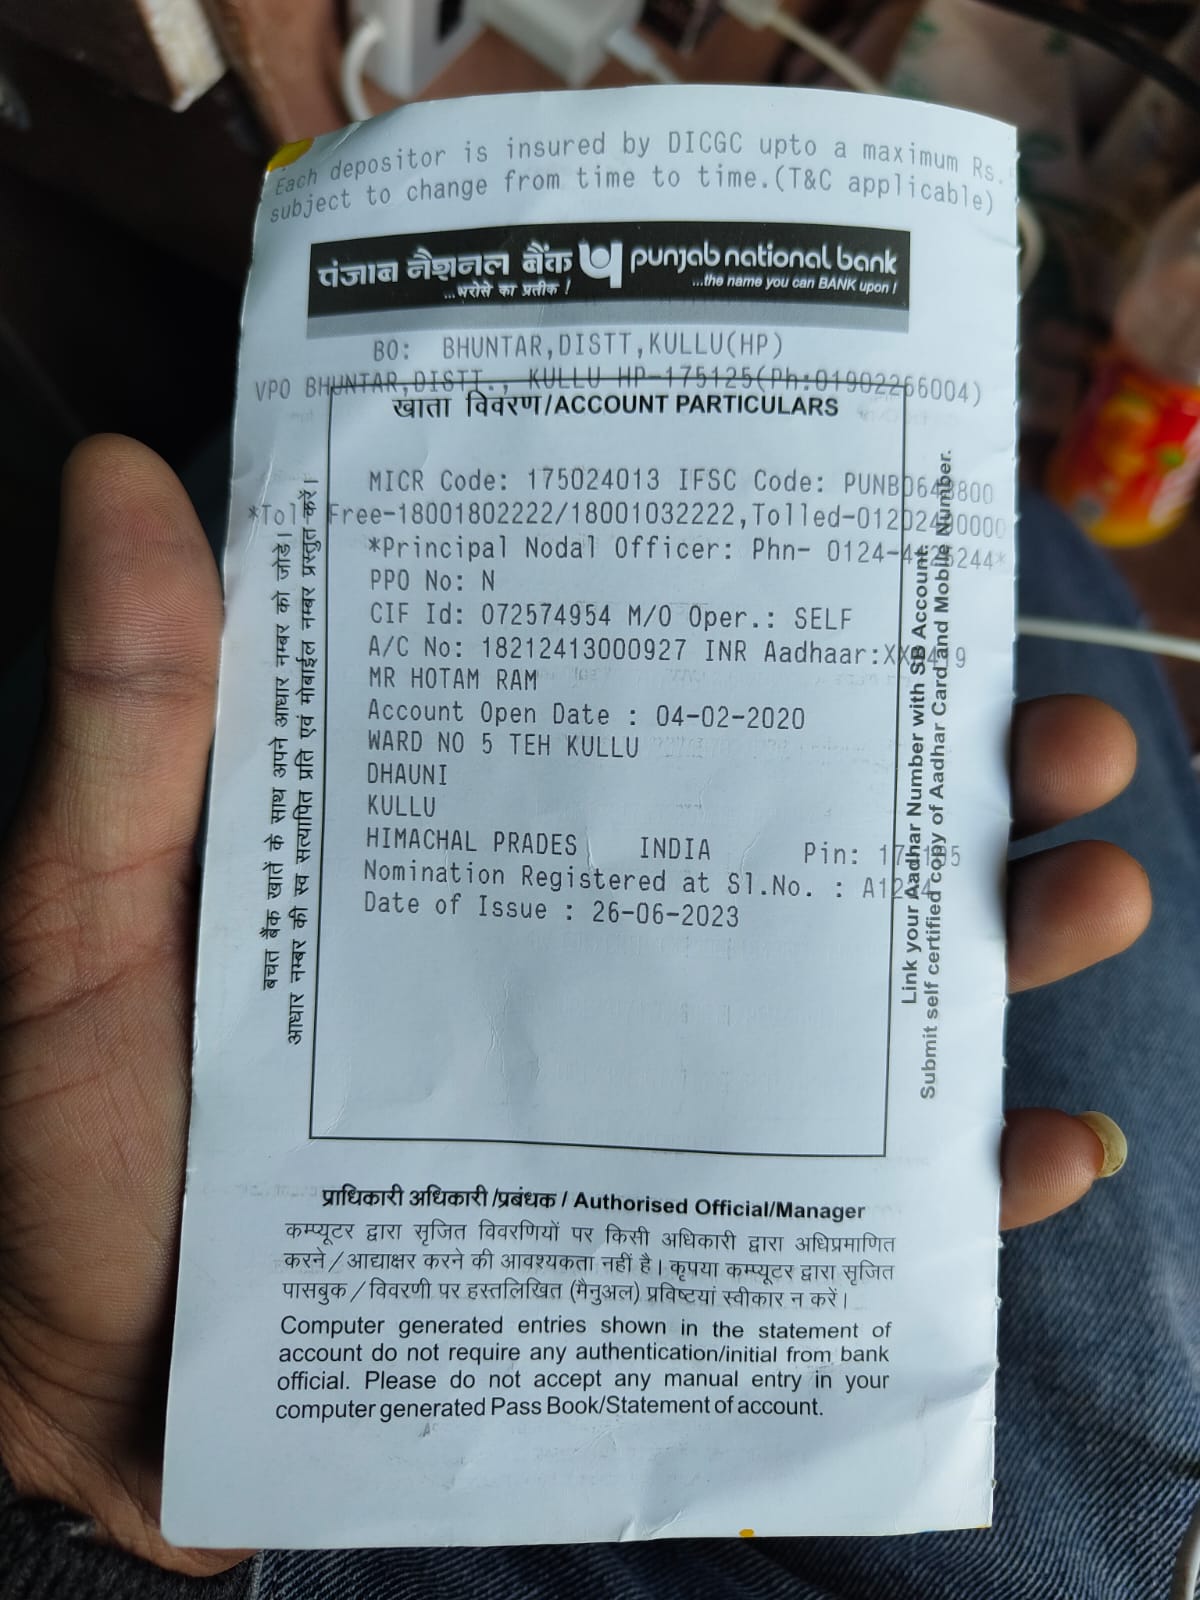 Each depositor is insured by DICGC upto a maximum Rs.
subject to change from time to time.(T&C applicable)
पंजाब नैशनल बैंक punjab national bank
...भरोसे का प्रतीक ! ...the name you can BANK upon !
BO: BHUNTAR,DISTT,KULLU(HP)
VPO BHUNTAR,DISTT., KULLU HP-175125(Ph:01902266004)
खाता विवरण/ACCOUNT PARTICULARS
MICR Code: 175024013 IFSC Code:
Free-18001802222/18001032222,
*Principal Nodal Officer: Phn-
PPO No: N
CIF Id: 072574954 M/O Oper.: SELF
A/C No: 18212413000927 INR Aadhaar:
MR HOTAM RAM
Account Open Date : 04-02-2020
WARD NO 5 TEH KULLU
DHAUNI
KULLU
HIMACHAL PRADES INDIA Pin:
Nomination Registered at Sl.No. :
Date of Issue : 26-06-2023
बचत बैंक खातें के साथ अपने आधार नम्बर को जोडें।
आधार नम्बर की स्व सत्यापित प्रति एवं मोबाईल नम्बर प्रस्तुत करें।
Link your Aadhar Number with SB Account.
Submit self certified copy of Aadhar Card and Mobile Number.
प्राधिकारी अधिकारी /प्रबंधक / Authorised Official/Manager
कम्प्यूटर द्वारा सृजित विवरणियों पर किसी अधिकारी द्वारा अधिप्रमाणित
करने / आद्याक्षर करने की आवश्यकता नहीं है। कृपया कम्प्यूटर द्वारा सृजित
पासबुक / विवरणी पर हस्तलिखित (मैनुअल) प्रविष्टियां स्वीकार न करें।
Computer generated entries shown in the statement of
account do not require any authentication/initial from bank
official. Please do not accept any manual entry in your
computer generated Pass Book/Statement of account.